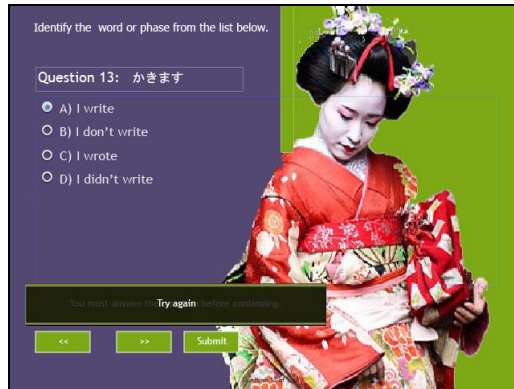 Identify the word or phase from the list below.
Question 13: かきます
A) I write
B) I don't write
C) I wrote
D) I didn't write
You must answer the Try again before continuing.
<< >> Submit